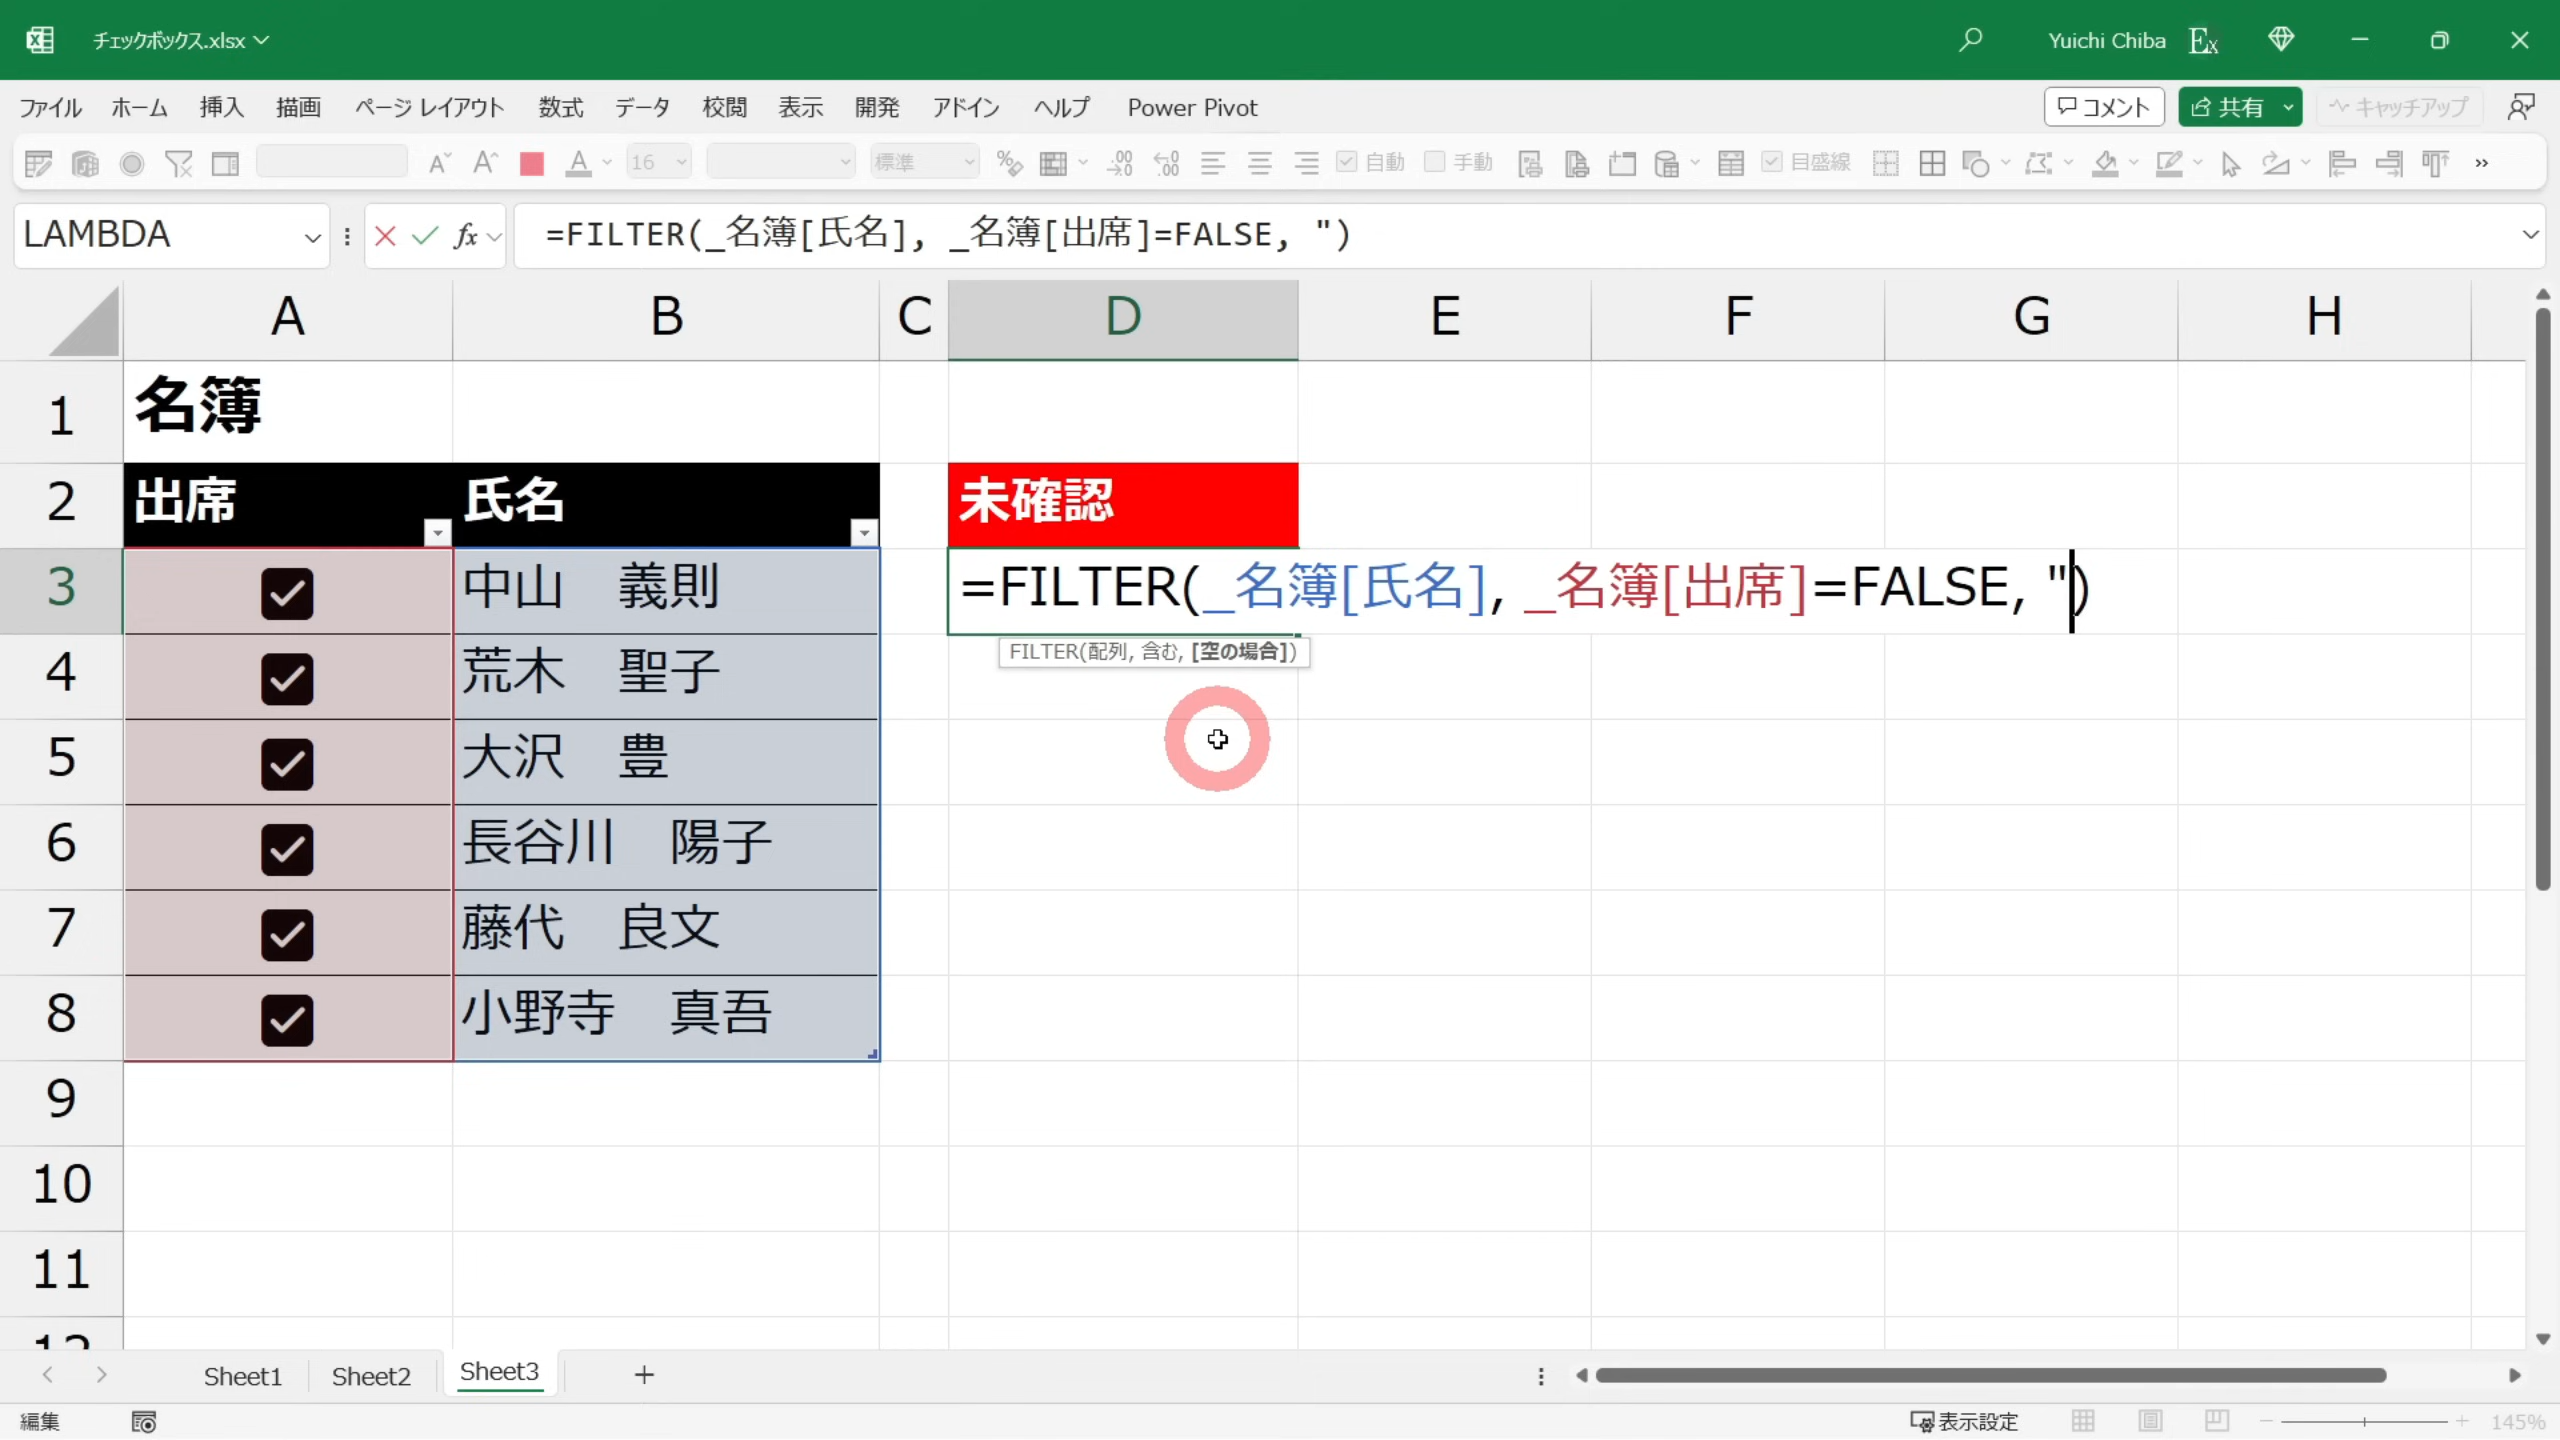 チェックボックス.xlsx
Yuichi Chiba
Ex
ファイル ホーム 挿入 描画 ページ レイアウト 数式 データ 校閲 表示 開発 アドイン ヘルプ Power Pivot
コメント 共有 キャッチアップ
16 標準 自動 手動 目盛線
LAMBDA fx =FILTER(_名簿[氏名], _名簿[出席]=FALSE, ")
A B C D E F G H
1 名簿
2 出席 氏名 未確認
3 中山　義則 =FILTER(_名簿[氏名], _名簿[出席]=FALSE, ")
FILTER(配列, 含む, [空の場合])
4 荒木　聖子
5 大沢　豊
6 長谷川　陽子
7 藤代　良文
8 小野寺　真吾
9
10
11
12
Sheet1 Sheet2 Sheet3
編集 表示設定 145%